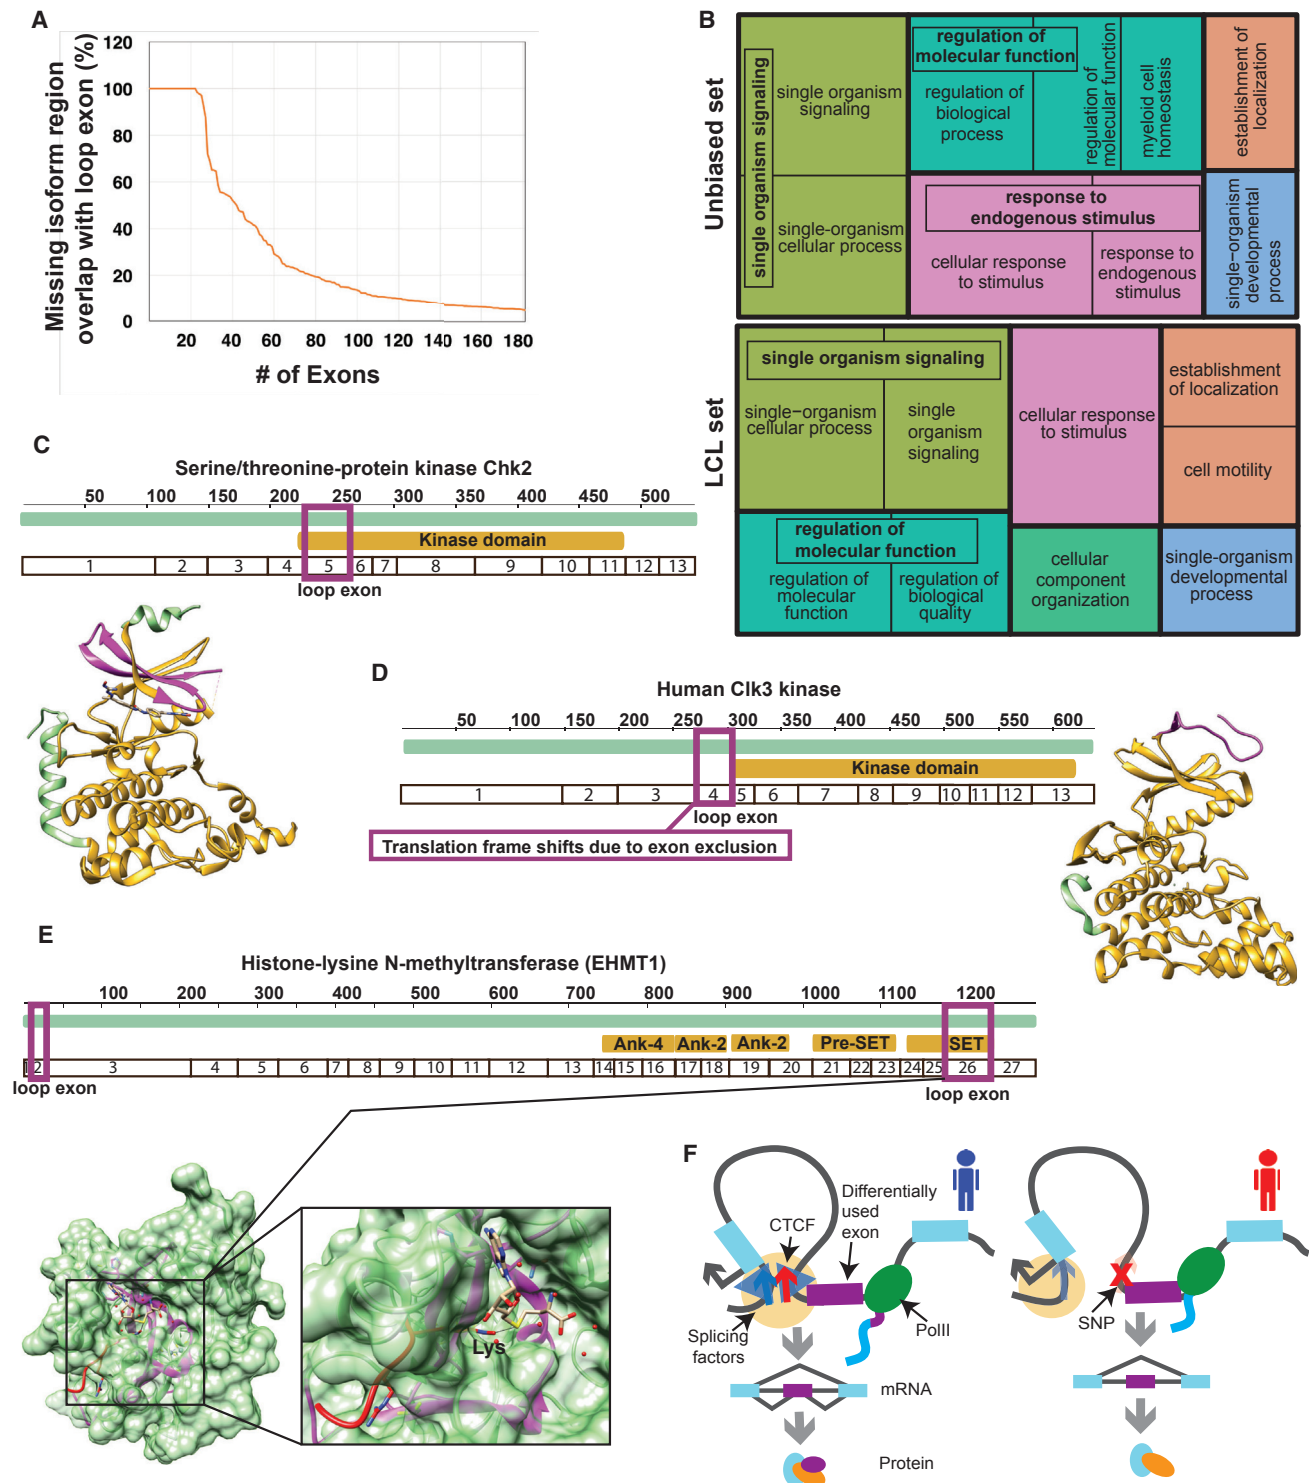 A
Missing isoform region
overlap with loop exon (%)
120
100
80
60
40
20
0
20 40 60 80 100 120 140 160 180
# of Exons
B
Unbiased set
single organism signaling
single organism
signaling
single-organism
cellular process
regulation of
molecular function
regulation of
biological
process
regulation of
molecular function
myeloid cell
homeostasis
establishment of
localization
response to
endogenous stimulus
cellular response
to stimulus
response to
endogenous
stimulus
single-organism
developmental
process
LCL set
single organism signaling
single-organism
cellular process
single
organism
signaling
cellular response
to stimulus
establishment
of localization
cell motility
regulation of
molecular function
regulation of
molecular
function
regulation of
biological
quality
cellular
component
organization
single-organism
developmental
process
C
Serine/threonine-protein kinase Chk2
50 100 150 200 250 300 350 400 450 500
Kinase domain
1 2 3 4 5 6 7 8 9 10 11 12 13
loop exon
D
Human Clk3 kinase
50 100 150 200 250 300 350 400 450 500 550 600
Kinase domain
1 2 3 4 5 6 7 8 9 10 11 12 13
loop exon
Translation frame shifts due to exon exclusion
E
Histone-lysine N-methyltransferase (EHMT1)
100 200 300 400 500 600 700 800 900 1000 1100 1200
Ank-4 Ank-2 Ank-2 Pre-SET SET
1 2 3 4 5 6 7 8 9 10 11 12 13 14 15 16 17 18 19 20 21 22 23 24 25 26 27
loop exon
loop exon
Lys
F
Differentially
used
exon
CTCF
Splicing
factors
PolII
mRNA
Protein
SNP
X